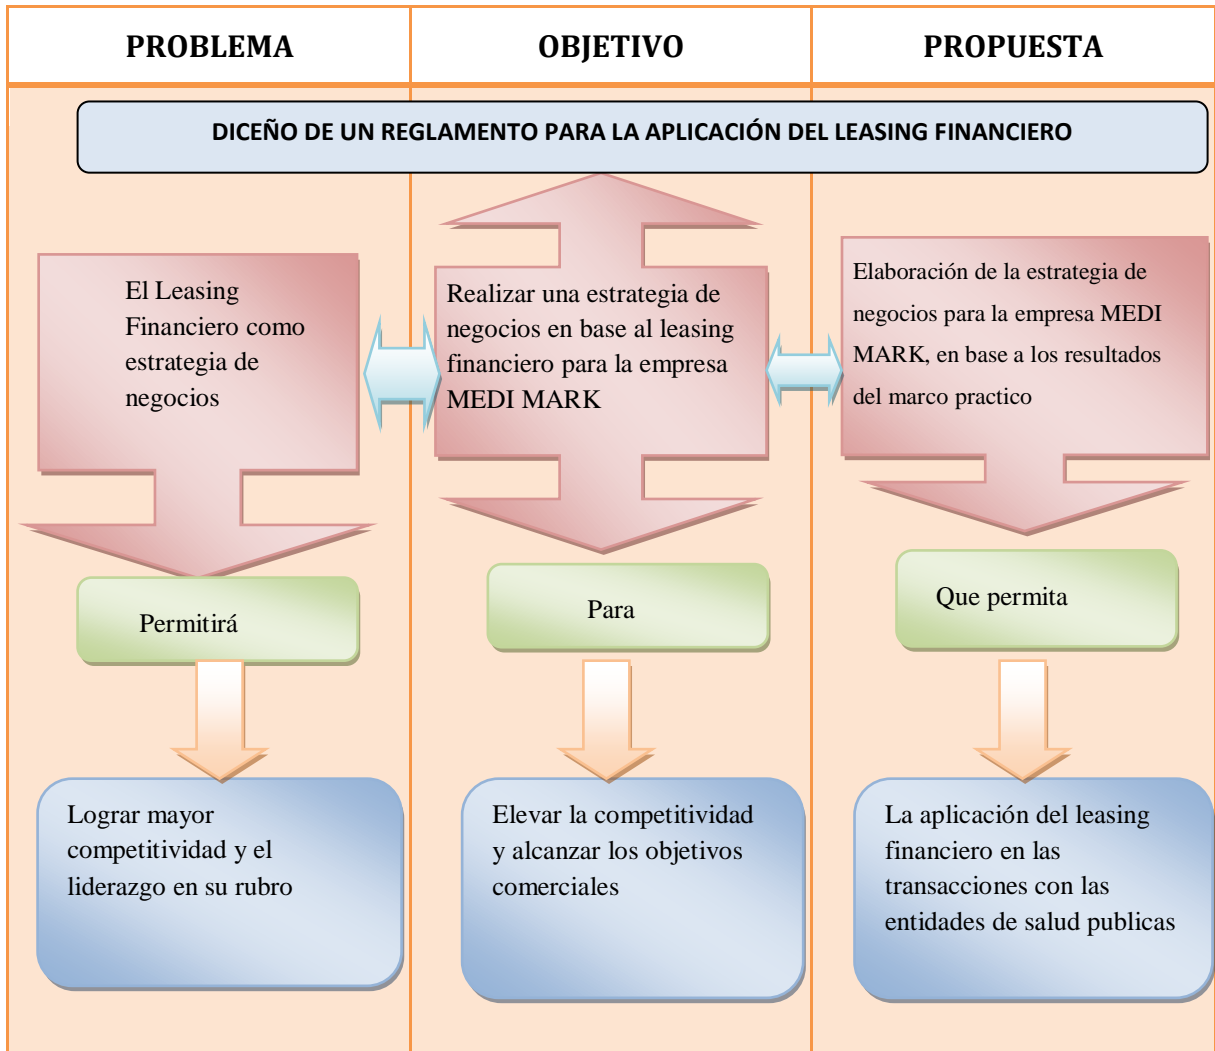 PROBLEMA
OBJETIVO
PROPUESTA
DICEÑO DE UN REGLAMENTO PARA LA APLICACIÓN DEL LEASING FINANCIERO
El Leasing
Financiero como
estrategia de
negocios
Realizar una estrategia de
negocios en base al leasing
financiero para la empresa
MEDI MARK
Elaboración de la estrategia de
negocios para la empresa MEDI
MARK, en base a los resultados
del marco practico
Permitirá
Para
Que permita
Lograr mayor
competitividad y el
liderazgo en su rubro
Elevar la competitividad
y alcanzar los objetivos
comerciales
La aplicación del leasing
financiero en las
transacciones con las
entidades de salud publicas